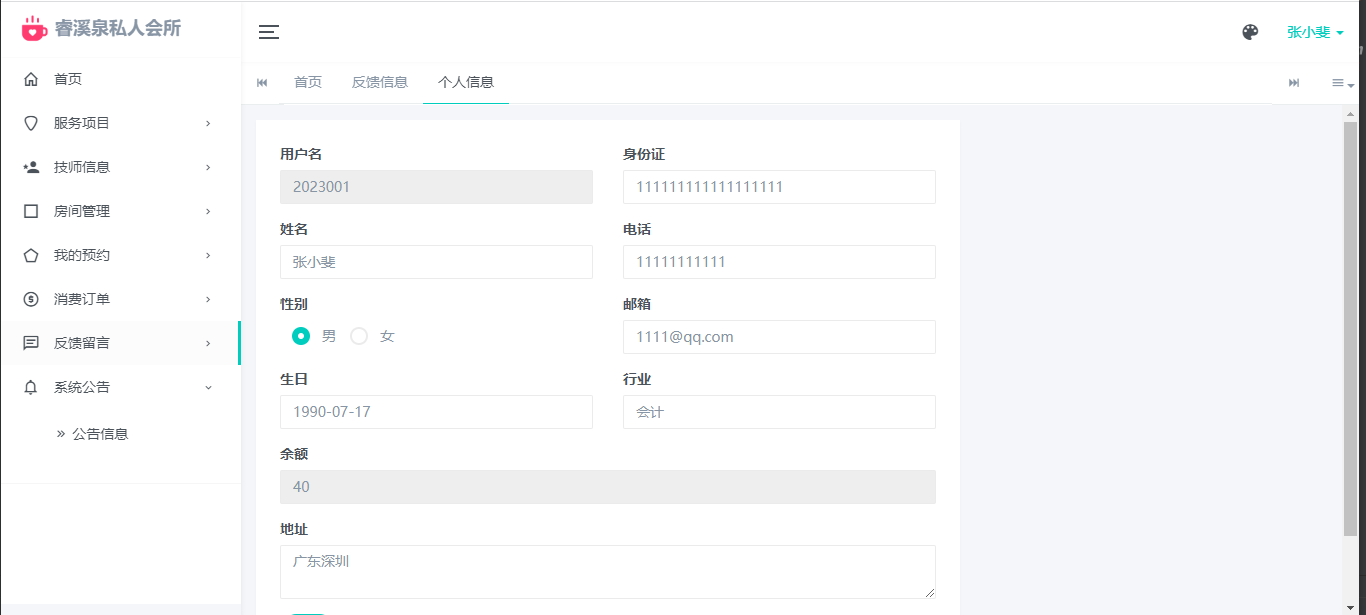 睿溪泉私人会所
张小斐
首页
服务项目
技师信息
房间管理
我的预约
消费订单
反馈留言
系统公告
公告信息
首页 反馈信息 个人信息
用户名 身份证
2023001 111111111111111111
姓名 电话
张小斐 11111111111
性别 邮箱
男 女 1111@qq.com
生日 行业
1990-07-17 会计
余额
40
地址
广东深圳